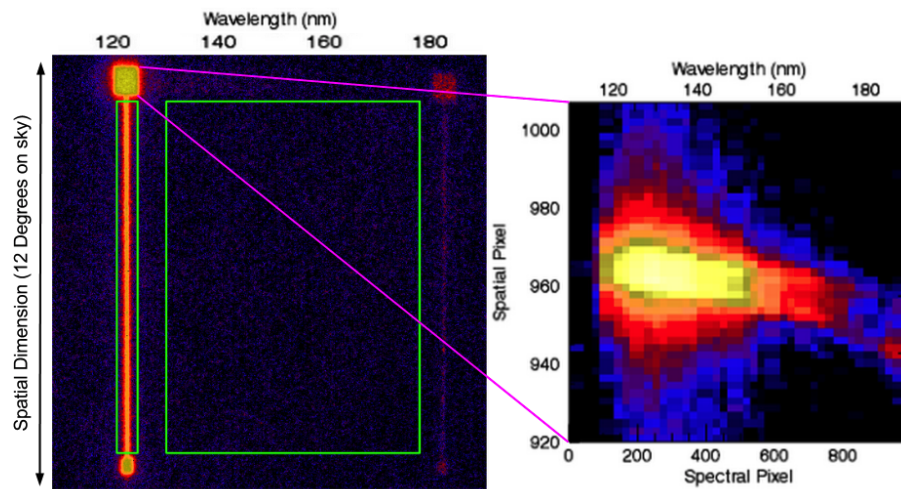 Wavelength (nm)
120 140 160 180
Spatial Dimension (12 Degrees on sky)
Wavelength (nm)
120 140 160 180
Spatial Pixel
1000
980
960
940
920
0 200 400 600 800
Spectral Pixel